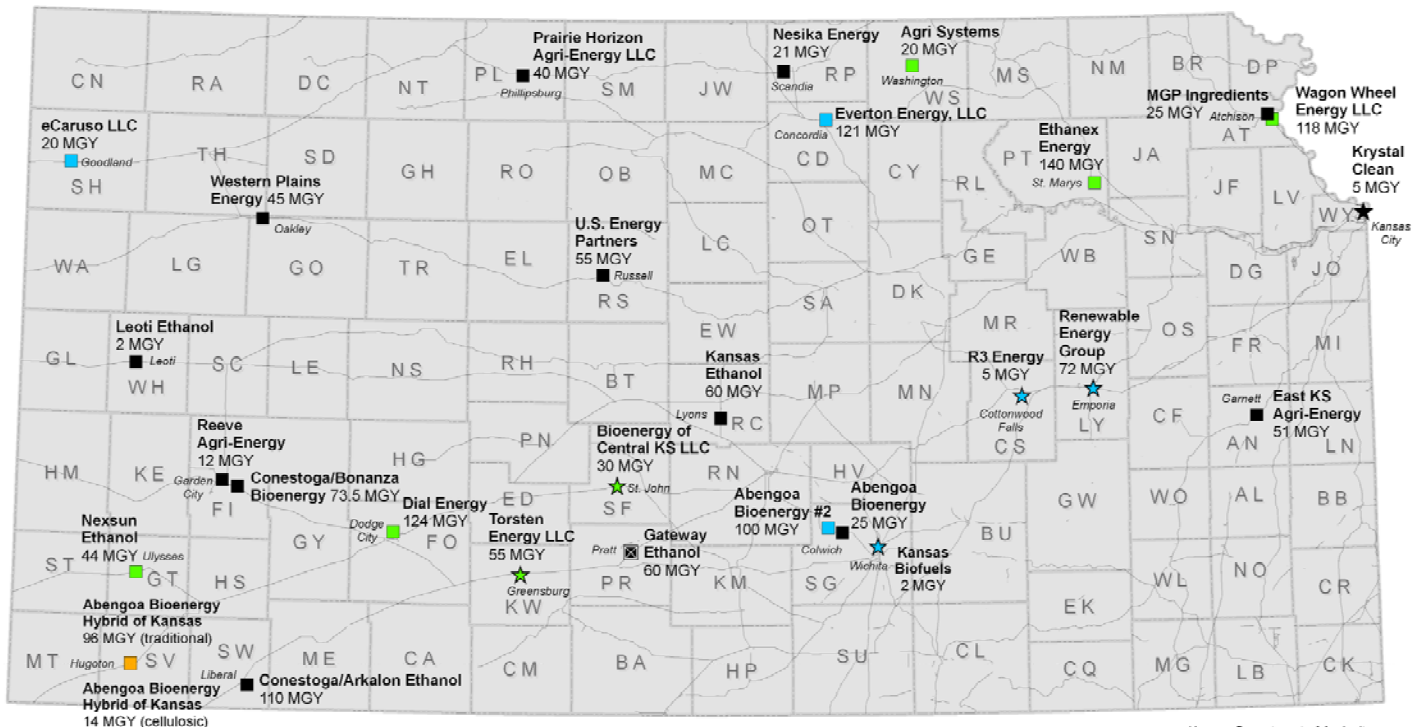 CN
RA
DC
NT
PL
Prairie Horizon
Agri-Energy LLC
40 MGY
Phillipsburg
SM
JW
Nesika Energy
21 MGY
Scandia
RP
Agri Systems
20 MGY
Washington
WS
MS
NM
BR
DP
MGP Ingredients
25 MGY
Atchison
AT
Wagon Wheel
Energy LLC
118 MGY
eCaruso LLC
20 MGY
Goodland
SH
TH
SD
GH
RO
OB
MC
Everton Energy, LLC
121 MGY
Concordia
CD
CY
RL
PT
Ethanex
Energy
140 MGY
St. Marys
JA
JF
LV
Krystal
Clean
5 MGY
WY
Kansas
City
Western Plains
Energy 45 MGY
Oakley
WA
LG
GO
TR
EL
U.S. Energy
Partners
55 MGY
Russell
RS
LC
OT
SA
DK
GE
WB
SN
DG
JO
Leoti Ethanol
2 MGY
Leoti
GL
WH
SC
LE
NS
RH
BT
EW
Kansas
Ethanol
60 MGY
Lyons
RC
MP
MN
MR
R3 Energy
5 MGY
Cottonwood
Falls
CS
Renewable
Energy
Group
72 MGY
Emporia
LY
OS
FR
MI
CF
Garnett
East KS
Agri-Energy
51 MGY
AN
LN
Reeve
Agri-Energy
12 MGY
Garden
City
Conestoga/Bonanza
Bioenergy 73.5 MGY
FI
HM
KE
HG
PN
ED
Bioenergy of
Central KS LLC
30 MGY
St. John
SF
RN
HV
Abengoa
Bioenergy #2
100 MGY
Abengoa
Bioenergy
25 MGY
Colwich
Wichita
Kansas
Biofuels
2 MGY
SG
BU
GW
WO
AL
BB
Nexsun
Ethanol
44 MGY
Ulysses
ST
GT
HS
GY
Dodge
City
Dial Energy
124 MGY
FO
Torsten
Energy LLC
55 MGY
Greensburg
KW
Pratt
Gateway
Ethanol
60 MGY
PR
KM
EK
WL
NO
CR
Abengoa Bioenergy
Hybrid of Kansas
98 MGY (traditional)
MT
Hugoton
SV
SW
Liberal
Conestoga/Arkalon Ethanol
110 MGY
Abengoa Bioenergy
Hybrid of Kansas
14 MGY (cellulosic)
ME
CA
CM
BA
HP
SU
CL
CQ
MG
LB
CK